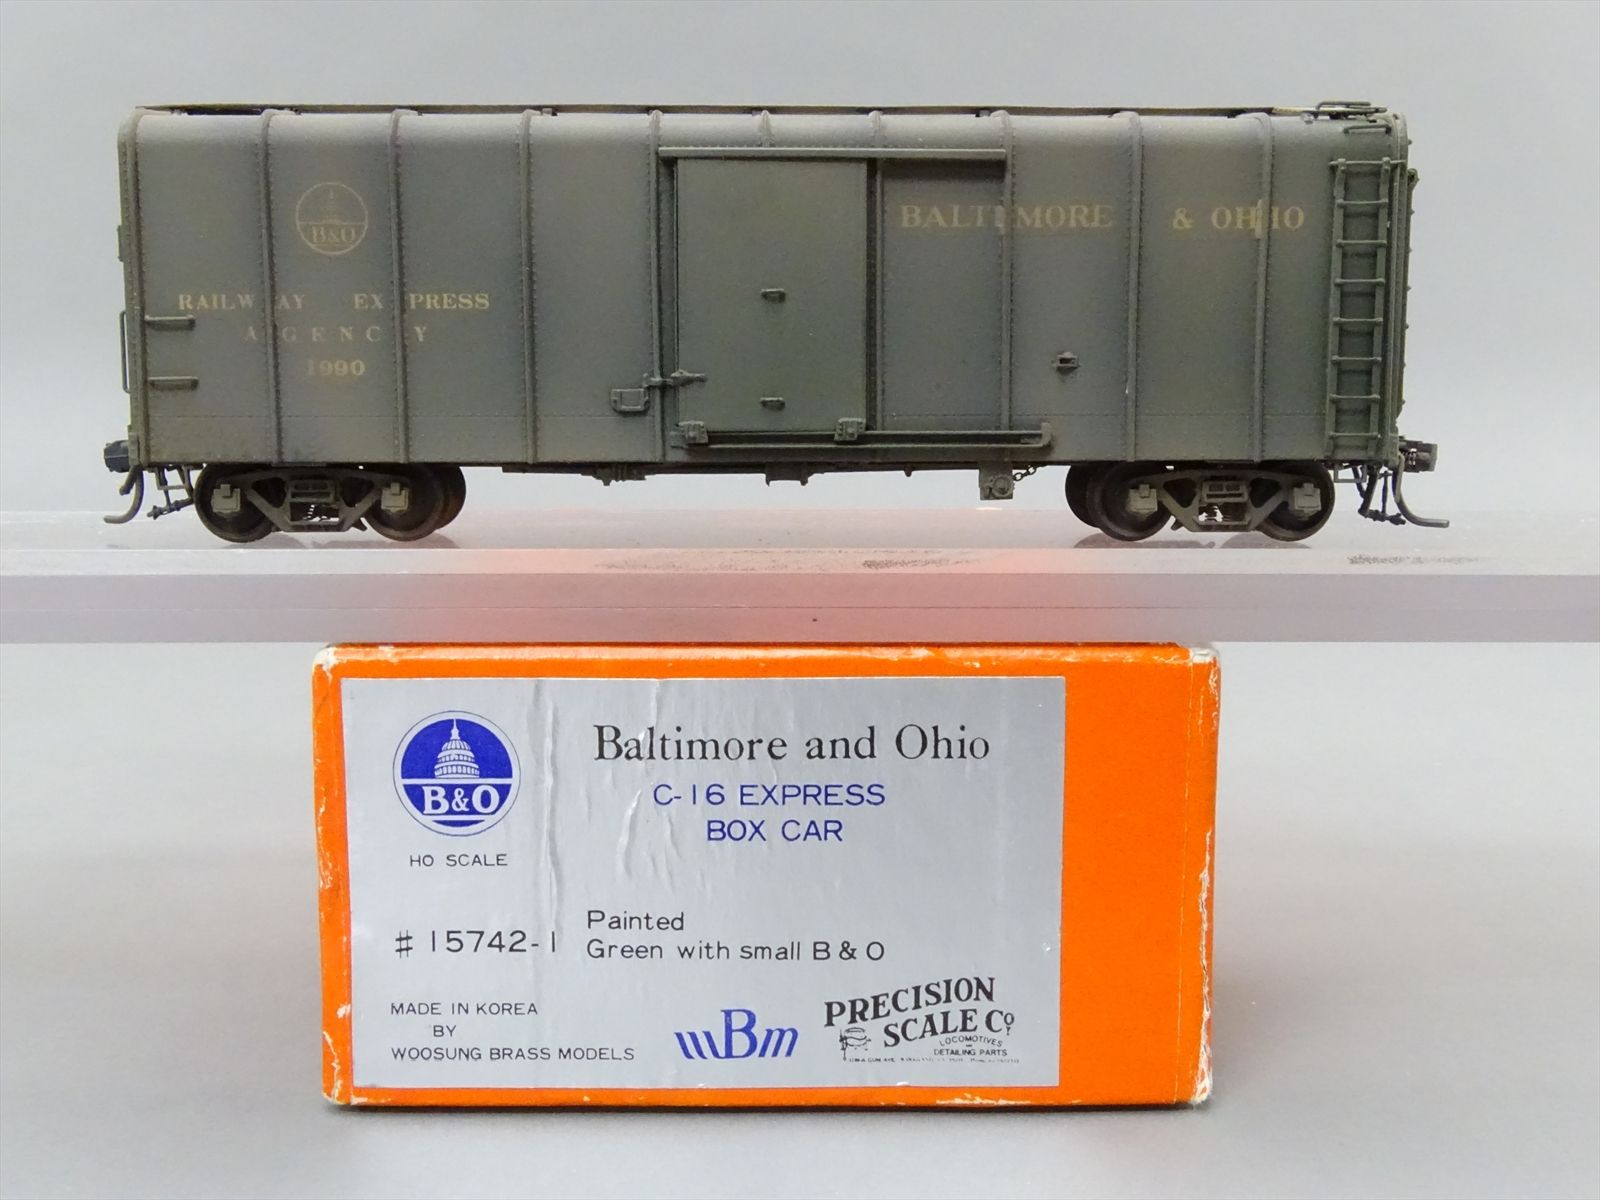 B&O
RAILWAY EXPRESS
AGENCY
1990
BALTIMORE & OHIO
B&O
HO SCALE
Baltimore and Ohio
C-16 EXPRESS
BOX CAR
# 15742-1
Painted
Green with small B & O
MADE IN KOREA
BY
WOOSUNG BRASS MODELS
wBm
PRECISION
SCALE Co.
LOCOMOTIVES
DETAILING PARTS